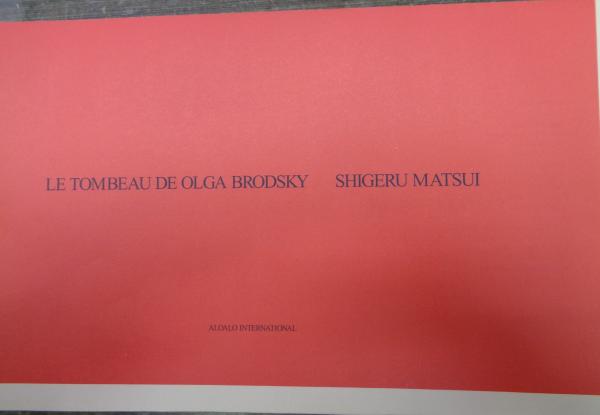 LE TOMBEAU DE OLGA BRODSKY SHIGERU MATSUI
ALOALO INTERNATIONAL